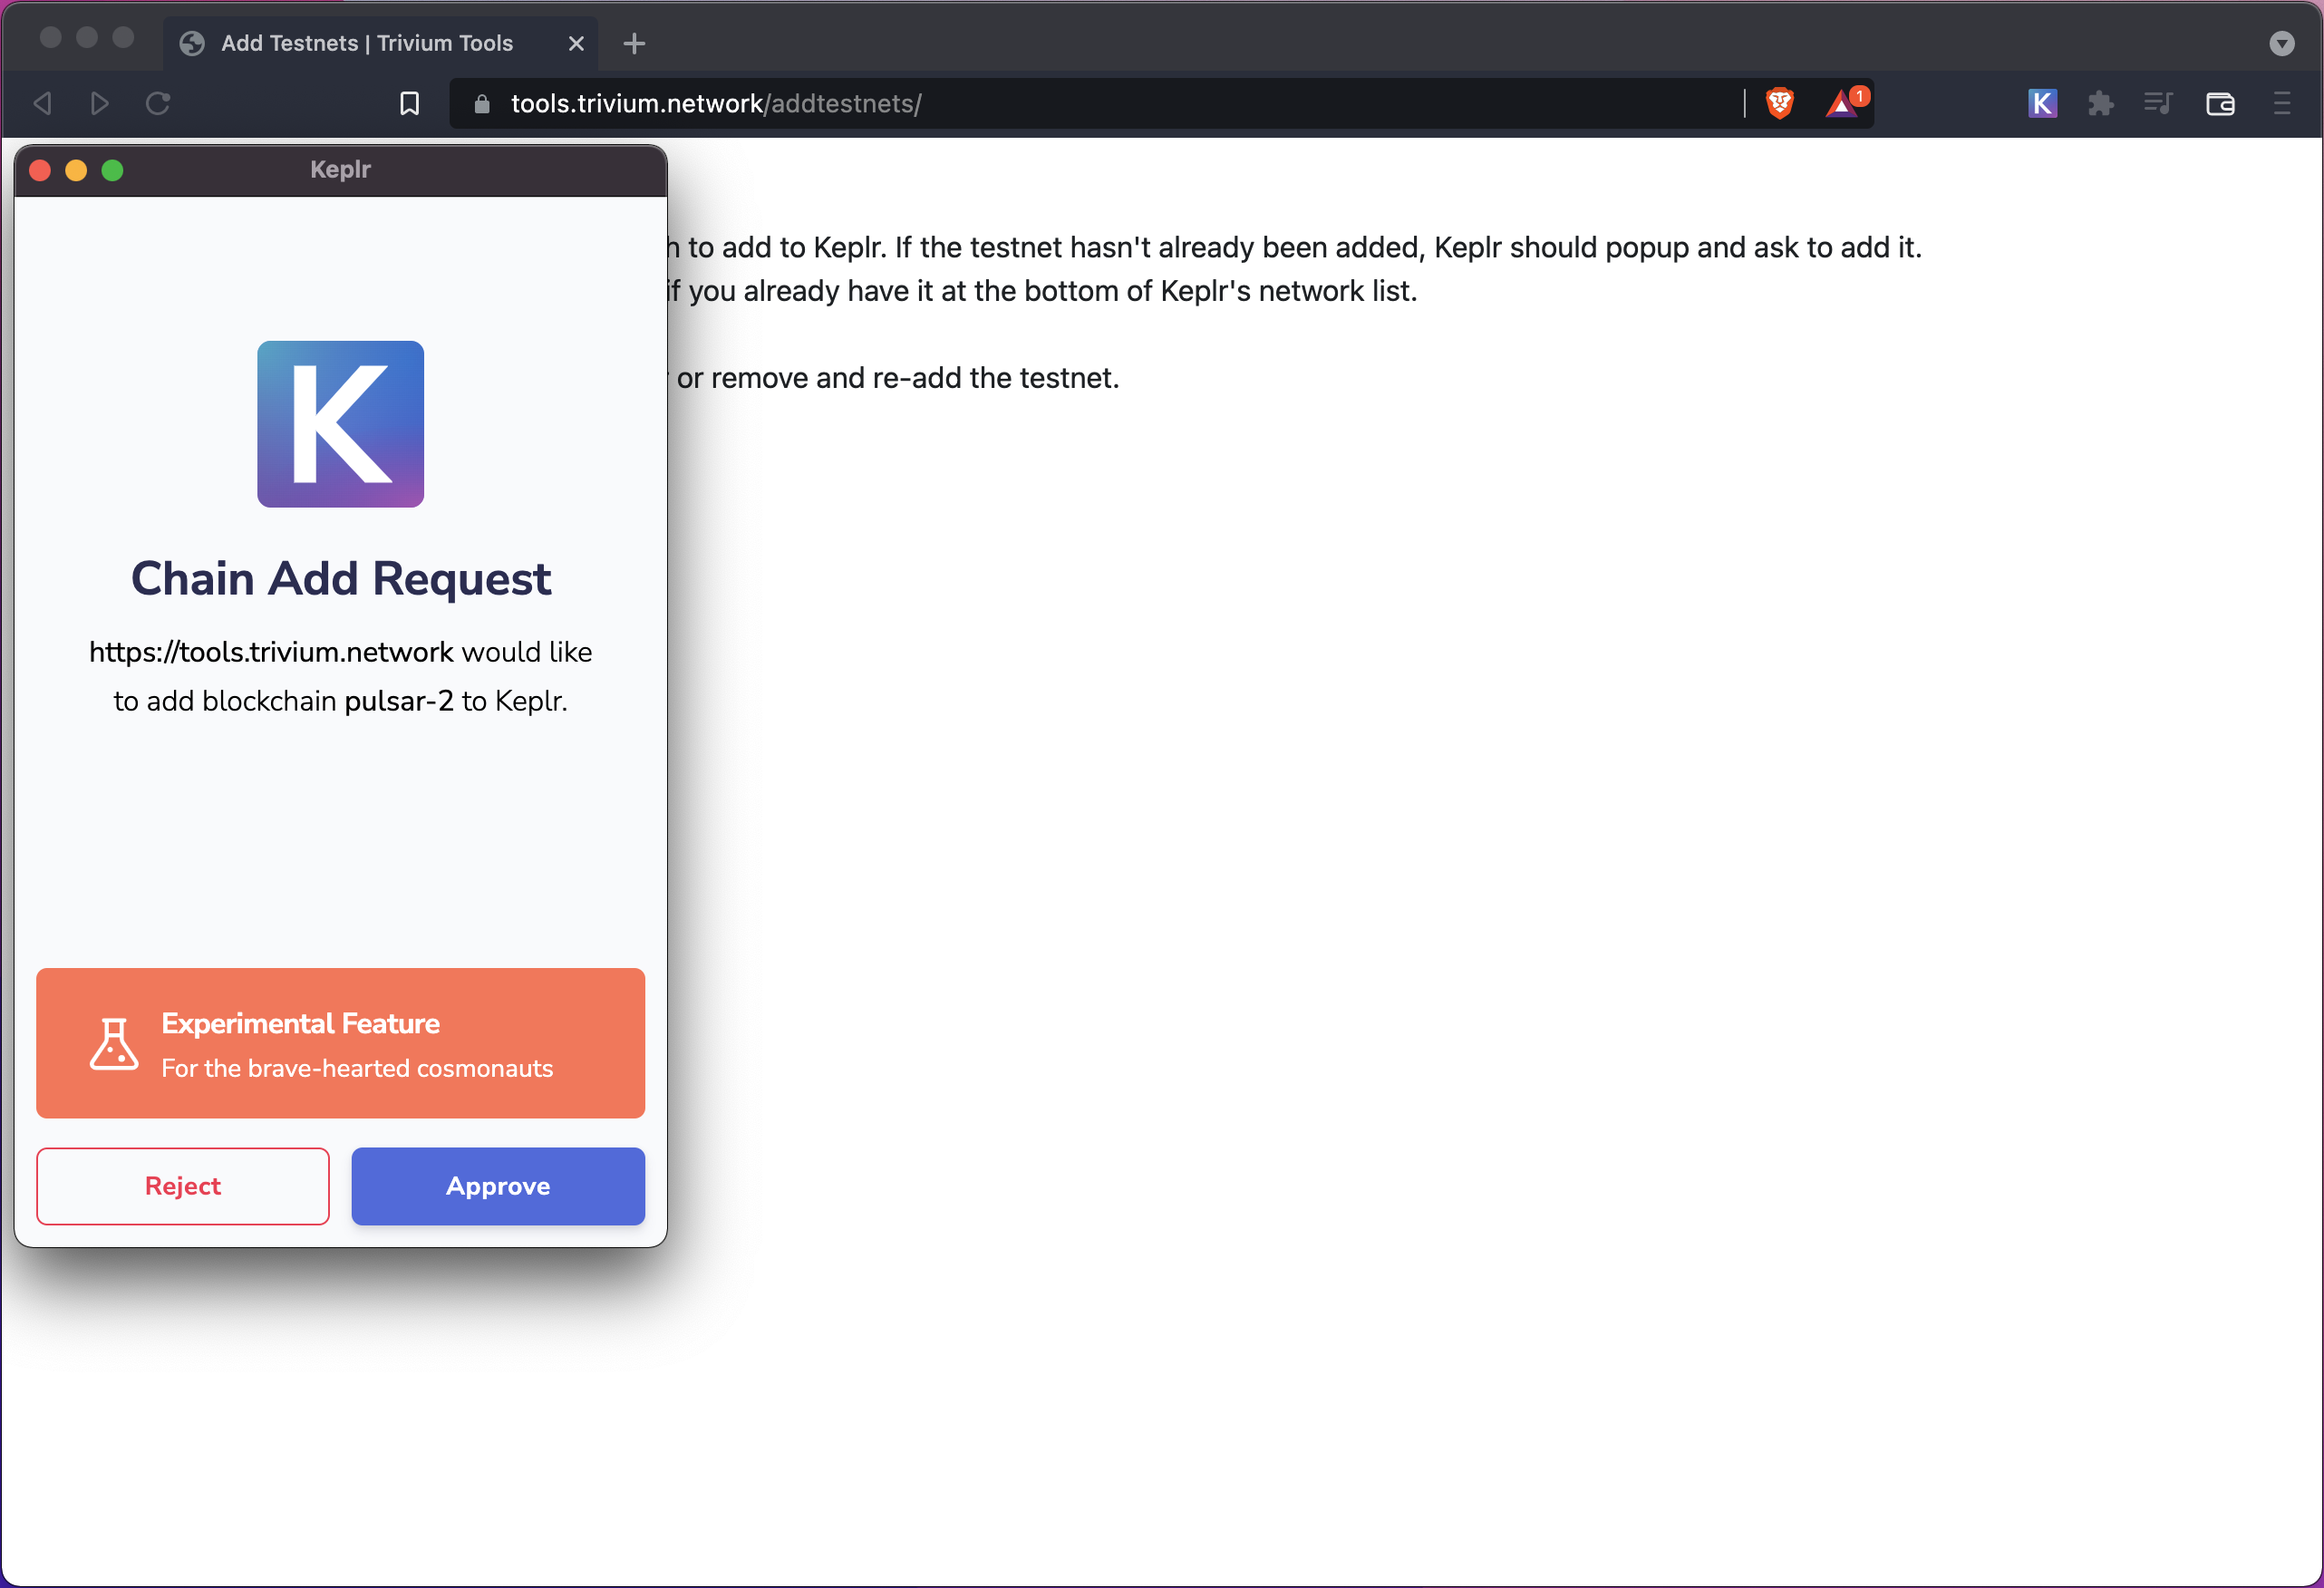 Add Testnets | Trivium Tools
tools.trivium.network/addtestnets/
1
K
Keplr
to add to Keplr. If the testnet hasn't already been added, Keplr should popup and ask to add it.
if you already have it at the bottom of Keplr's network list.
or remove and re-add the testnet.
K
Chain Add Request
https://tools.trivium.network would like
to add blockchain pulsar-2 to Keplr.
Experimental Feature
For the brave-hearted cosmonauts
Reject
Approve